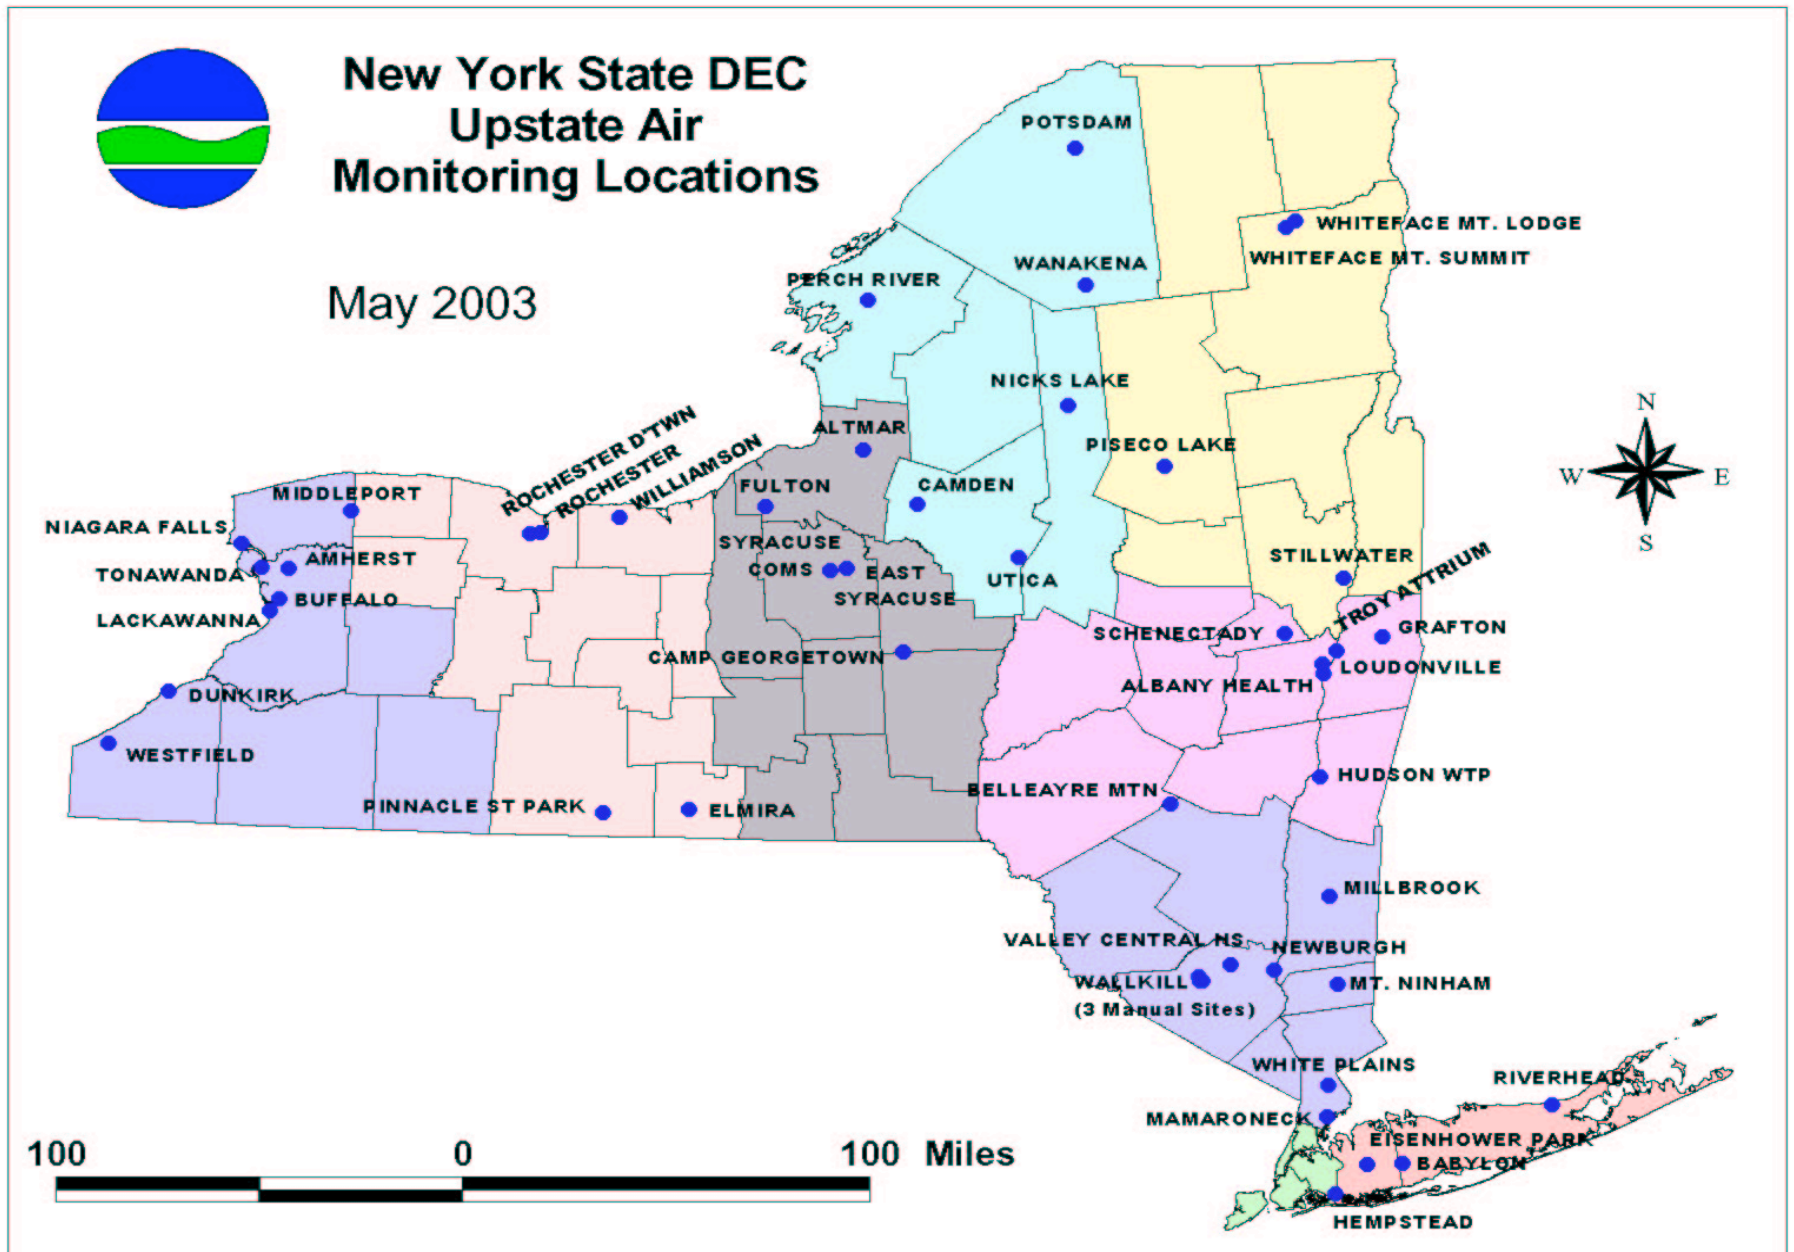 New York State DEC
Upstate Air
Monitoring Locations
May 2003
POTSDAM
WHITEFACE MT. LODGE
WHITEFACE MT. SUMMIT
WANAKENA
PERCH RIVER
NICKS LAKE
PISECO LAKE
ALTMAR
ROCHESTER D'TWN
ROCHESTER
WILLIAMSON
FULTON
CAMDEN
MIDDLEPORT
NIAGARA FALLS
AMHERST
TONAWANDA
BUFFALO
LACKAWANNA
SYRACUSE
COMS
EAST
SYRACUSE
UTICA
STILLWATER
TROY ATTRIUM
SCHENECTADY
GRAFTON
LOUDONVILLE
ALBANY HEALTH
CAMP GEORGETOWN
DUNKIRK
WESTFIELD
PINNACLE ST PARK
ELMIRA
BELLEAYRE MTN
HUDSON WTP
MILLBROOK
VALLEY CENTRAL HS
NEWBURGH
WALLKILL
(3 Manual Sites)
MT. NINHAM
WHITE PLAINS
MAMARONECK
RIVERHEAD
EISENHOWER PARK
BABYLON
HEMPSTEAD
N
W
E
S
100 0 100 Miles